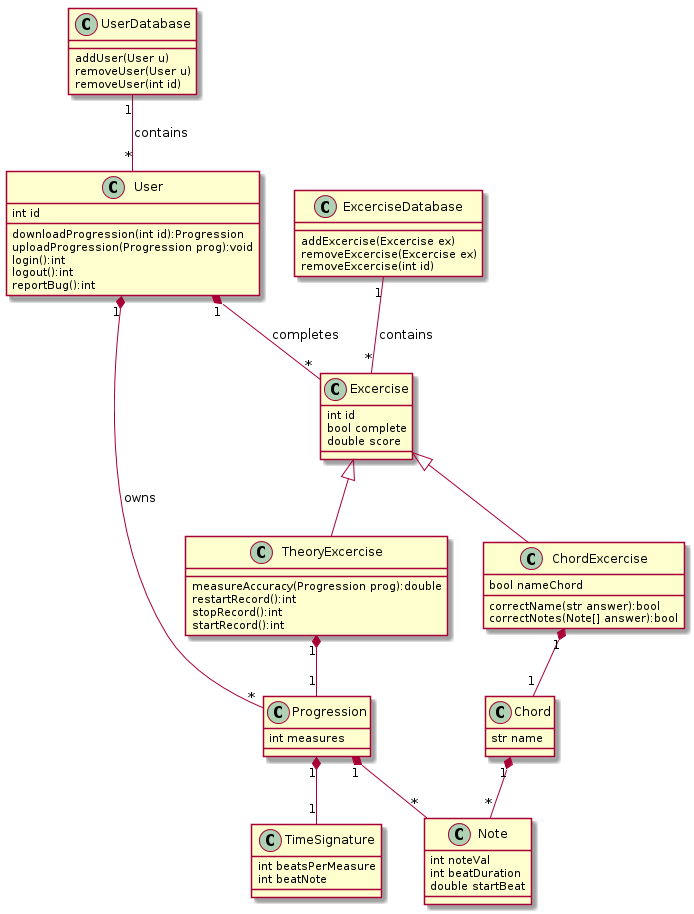 C UserDatabase
addUser(User u)
removeUser(User u)
removeUser(int id)
1
contains
*
C User
int id
downloadProgression(int id):Progression
uploadProgression(Progression prog):void
login():int
logout():int
reportBug():int
C ExcerciseDatabase
addExcercise(Excercise ex)
removeExcercise(Excercise ex)
removeExcercise(int id)
1
1
1
completes
contains
*
*
C Excercise
int id
bool complete
double score
owns
C TheoryExcercise
measureAccuracy(Progression prog):double
restartRecord():int
stopRecord():int
startRecord():int
C ChordExcercise
bool nameChord
correctName(str answer):bool
correctNotes(Note[] answer):bool
1
1
*
1
1
C Progression
int measures
C Chord
str name
1
1
1
1
*
*
C TimeSignature
int beatsPerMeasure
int beatNote
C Note
int noteVal
int beatDuration
double startBeat